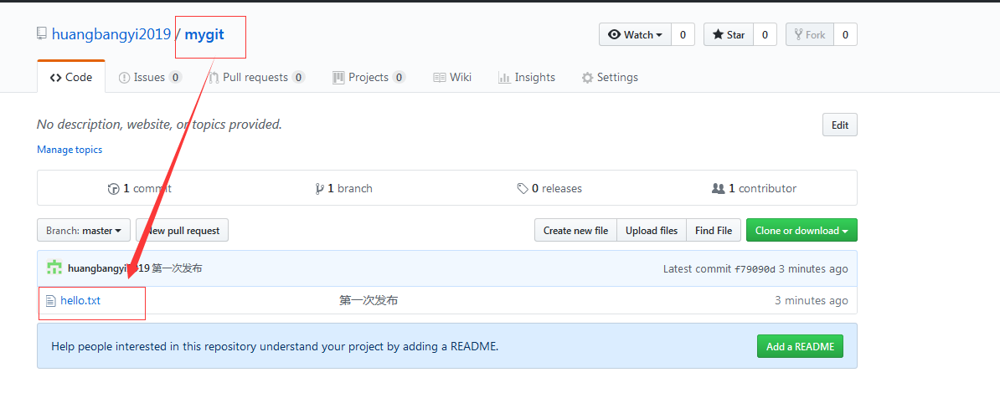 huangbangyi2019 / mygit
Watch 0 Star 0 Fork 0
Code Issues 0 Pull requests 0 Projects 0 Wiki Insights Settings
No description, website, or topics provided.
Edit
Manage topics
1 commit 1 branch 0 releases 1 contributor
Branch: master New pull request Create new file Upload files Find File Clone or download
huangbangyi2019 第一次发布 Latest commit f79090d 3 minutes ago
hello.txt 第一次发布 3 minutes ago
Help people interested in this repository understand your project by adding a README. Add a README